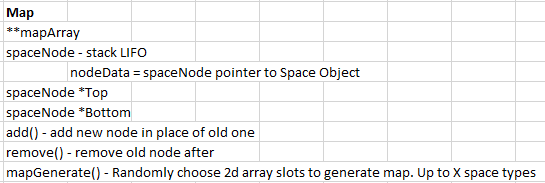 Map
**mapArray
spaceNode - stack LIFO
nodeData = spaceNode pointer to Space Object
spaceNode *Top
spaceNode *Bottom
add() - add new node in place of old one
remove() - remove old node after
mapGenerate() - Randomly choose 2d array slots to generate map. Up to X space types